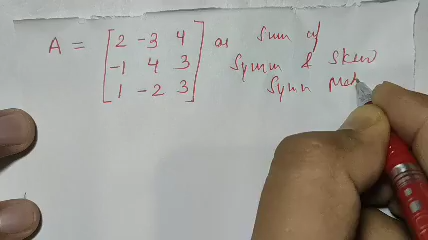 A = [ 2 -3 4 as sum of
-1 4 3 Symm & Skew
1 -2 3 ] Symm Mat